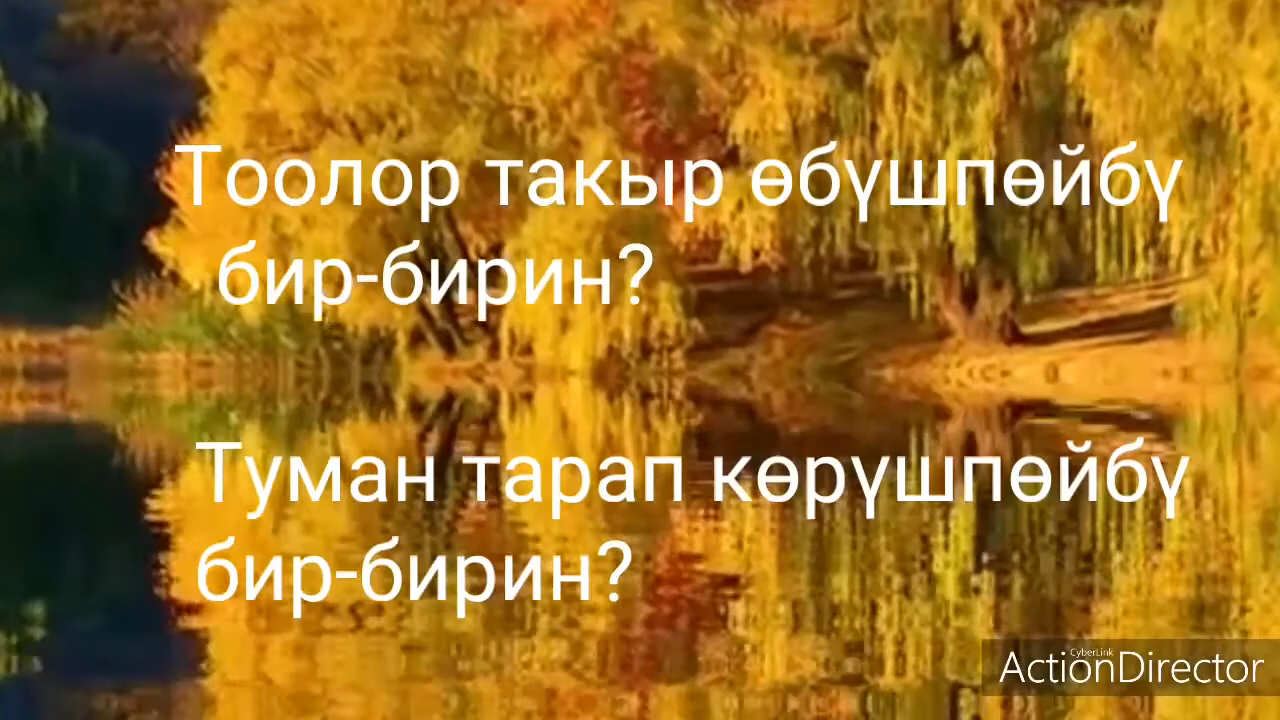 Тоолор такыр өбүшпөйбү
бир-бирин?
Туман тарап көрүшпөйбү
бир-бирин?
CyberLink
ActionDirector